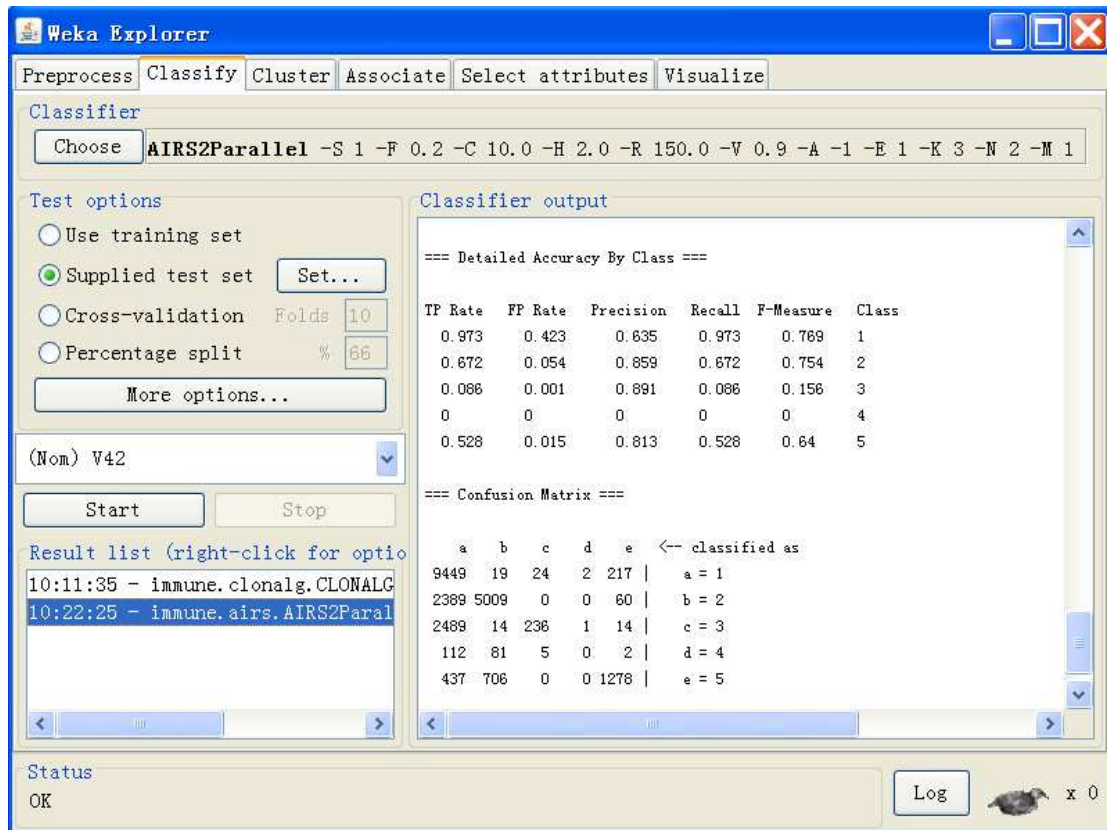 Weka Explorer
Preprocess Classify Cluster Associate Select attributes Visualize
Classifier
Choose AIRS2Parallel -S 1 -F 0.2 -C 10.0 -H 2.0 -R 150.0 -V 0.9 -A -1 -E 1 -K 3 -N 2 -M 1
Test options
Use training set
Supplied test set Set...
Cross-validation Folds 10
Percentage split % 66
More options...
(Nom) V42
Start Stop
Result list (right-click for optio
10:11:35 - immune.clonalg.CLONALG
10:22:25 - immune.airs.AIRS2Paral
Classifier output
=== Detailed Accuracy By Class ===
TP Rate FP Rate Precision Recall F-Measure Class
0.973 0.423 0.635 0.973 0.769 1
0.672 0.054 0.859 0.672 0.754 2
0.086 0.001 0.891 0.086 0.156 3
0 0 0 0 0 4
0.528 0.015 0.813 0.528 0.64 5
=== Confusion Matrix ===
a b c d e <-- classified as
9449 19 24 2 217 | a = 1
2389 5009 0 0 60 | b = 2
2489 14 236 1 14 | c = 3
112 81 5 0 2 | d = 4
437 706 0 0 1278 | e = 5
Status
OK
Log x 0